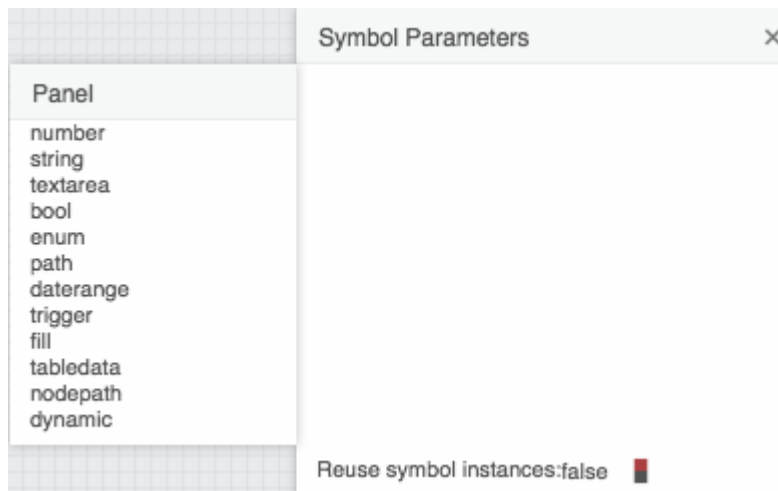 Symbol Parameters
Panel
number
string
textarea
bool
enum
path
daterange
trigger
fill
tabledata
nodepath
dynamic
Reuse symbol instances:false